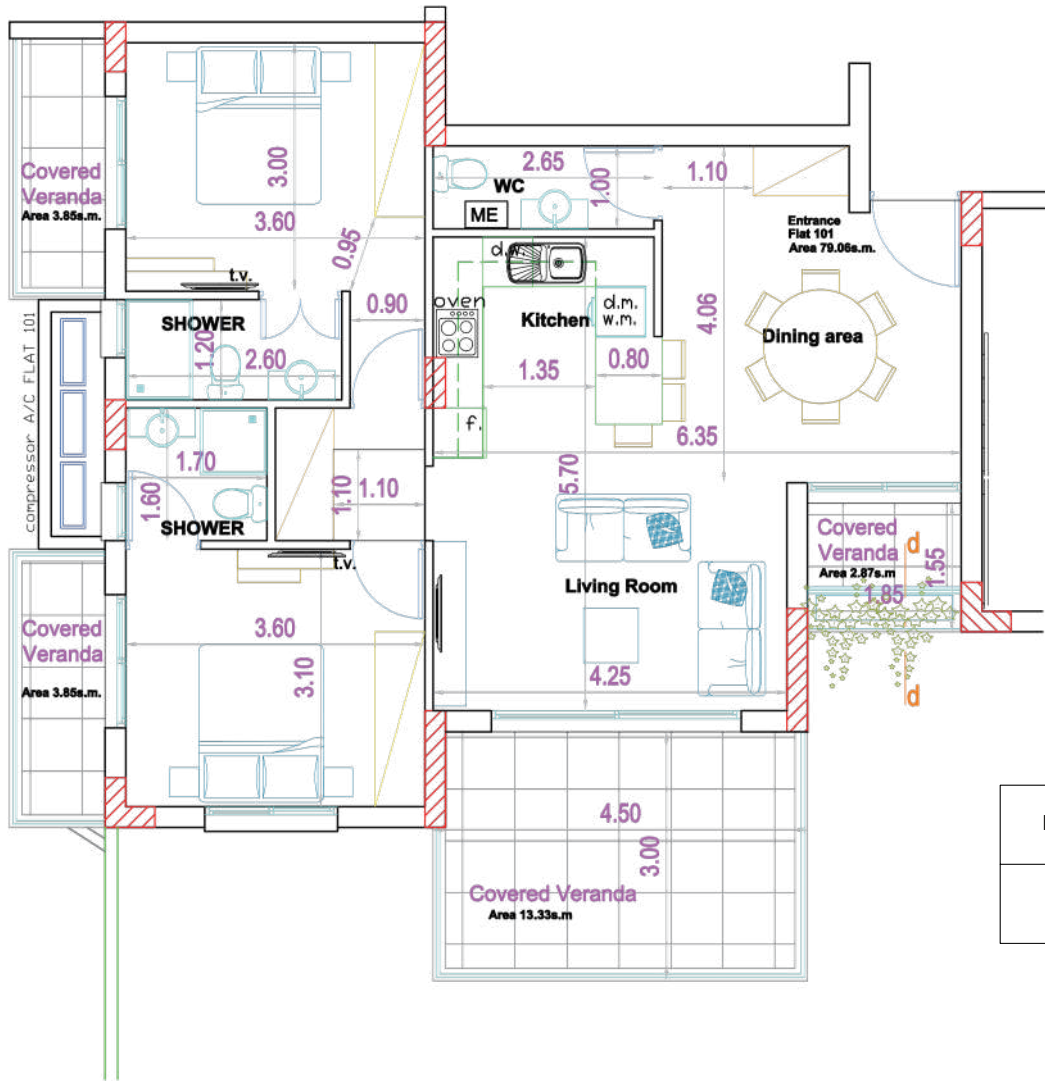 2.65
WC
1.00
1.10
ME
Covered
Veranda
Area 3.85s.m.
3.00
3.60
0.95
Entrance
Flat 101
Area 79.06s.m.
t.v.
d.w.
oven
Kitchen
d.m.
w.m.
4.06
Dining area
SHOWER
1.20
2.60
0.90
1.35
0.80
f.
6.35
compressor A/C FLAT 101
1.70
1.60
SHOWER
1.10
1.10
5.70
t.v.
Covered
Veranda
Area 2.87s.m
1.85
1.55
d
d
Living Room
4.25
Covered
Veranda
Area 3.85s.m.
3.60
3.10
4.50
3.00
Covered Veranda
Area 13.33s.m